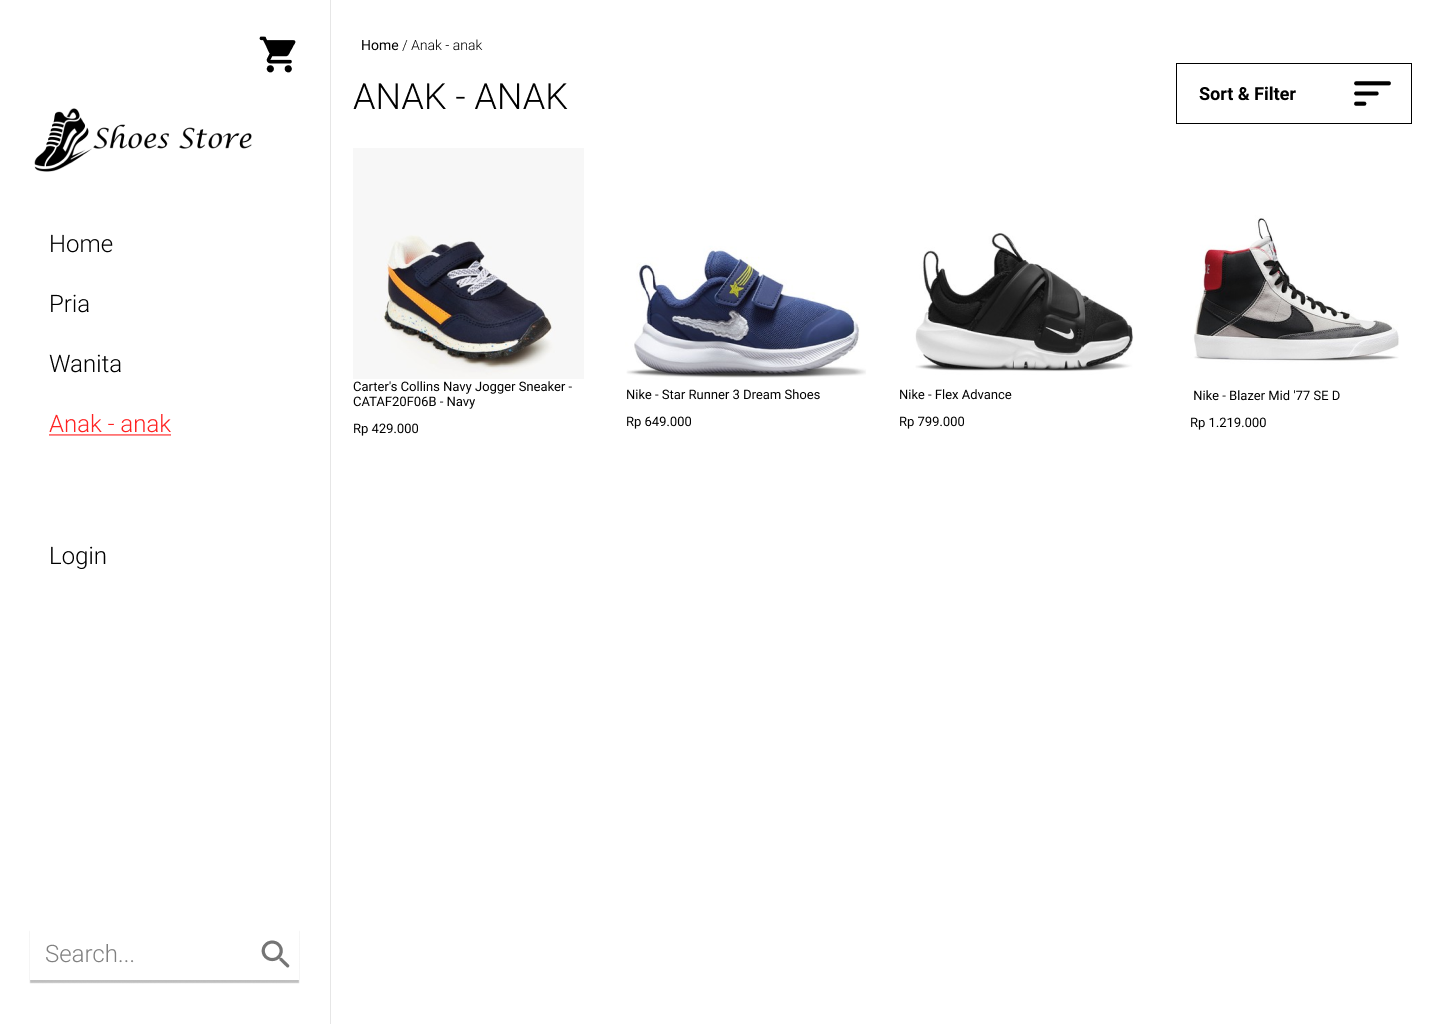 Shoes Store
Home
Pria
Wanita
Anak - anak
Login
Search...
Home / Anak - anak
ANAK - ANAK
Sort & Filter
Carter's Collins Navy Jogger Sneaker -
CATAF20F06B - Navy
Rp 429.000
Nike - Star Runner 3 Dream Shoes
Rp 649.000
Nike - Flex Advance
Rp 799.000
Nike - Blazer Mid '77 SE D
Rp 1.219.000